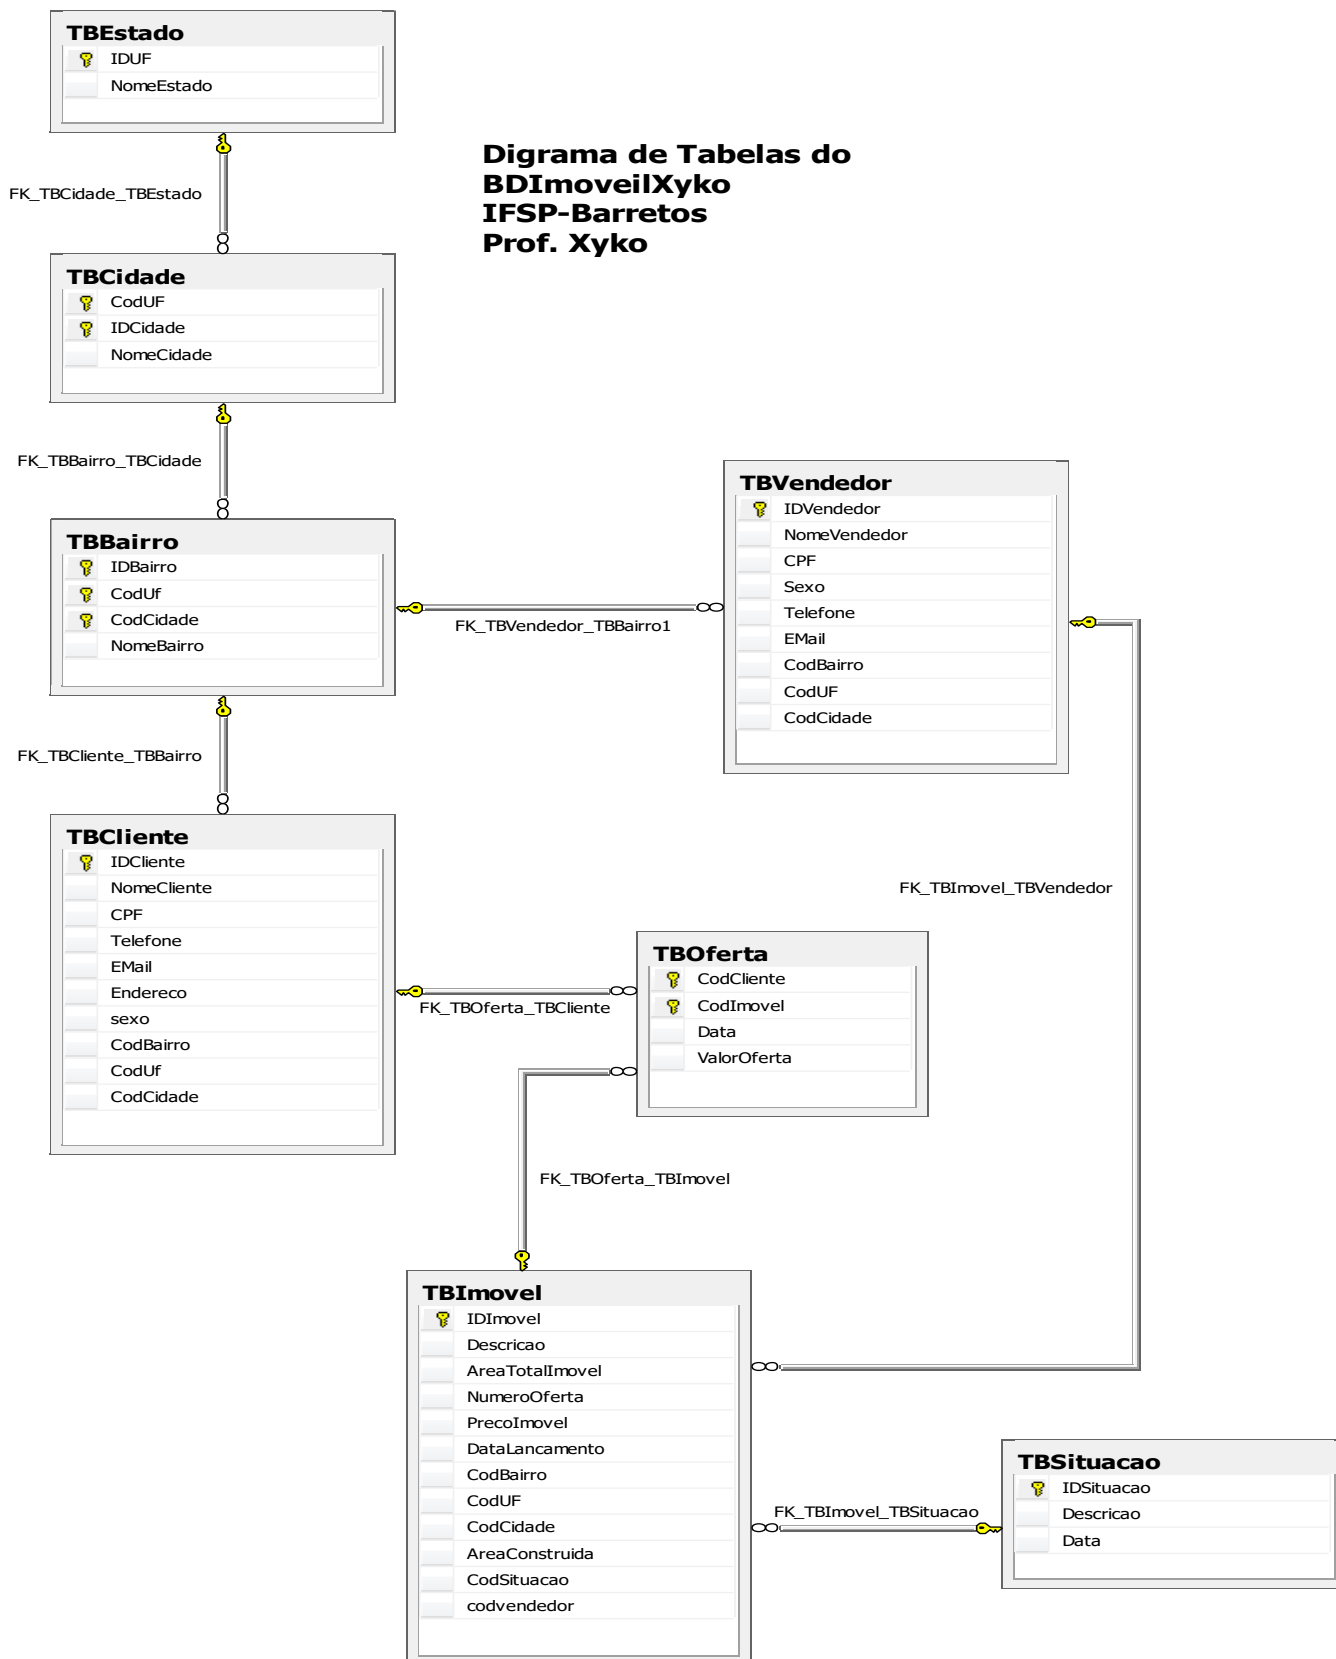 TBEstado
IDUF
NomeEstado
FK_TBCidade_TBEstado
Digrama de Tabelas do
BDImoveilXyko
IFSP-Barretos
Prof. Xyko
TBCidade
CodUF
IDCidade
NomeCidade
FK_TBBairro_TBCidade
TBBairro
IDBairro
CodUf
CodCidade
NomeBairro
FK_TBVendedor_TBBairro1
TBVendedor
IDVendedor
NomeVendedor
CPF
Sexo
Telefone
EMail
CodBairro
CodUF
CodCidade
FK_TBCliente_TBBairro
TBCliente
IDCliente
NomeCliente
CPF
Telefone
EMail
Endereco
sexo
CodBairro
CodUf
CodCidade
FK_TBImovel_TBVendedor
FK_TBOferta_TBCliente
TBOferta
CodCliente
CodImovel
Data
ValorOferta
FK_TBOferta_TBImovel
TBImovel
IDImovel
Descricao
AreaTotalImovel
NumeroOferta
PrecoImovel
DataLancamento
CodBairro
CodUF
CodCidade
AreaConstruida
CodSituacao
codvendedor
FK_TBImovel_TBSituacao
TBSituacao
IDSituacao
Descricao
Data